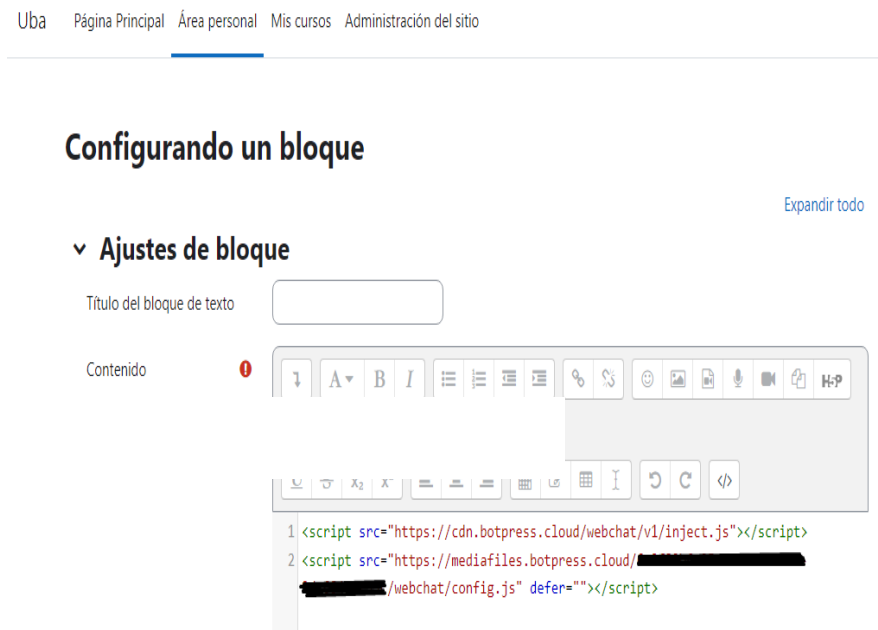 Uba Página Principal Área personal Mis cursos Administración del sitio
Configurando un bloque
Expandir todo
Ajustes de bloque
Título del bloque de texto
Contenido
A B I H-P
U S X₂ X
1 <script src="https://cdn.botpress.cloud/webchat/v1/inject.js"></script>
2 <script src="https://mediafiles.botpress.cloud/
/webchat/config.js" defer=""></script>